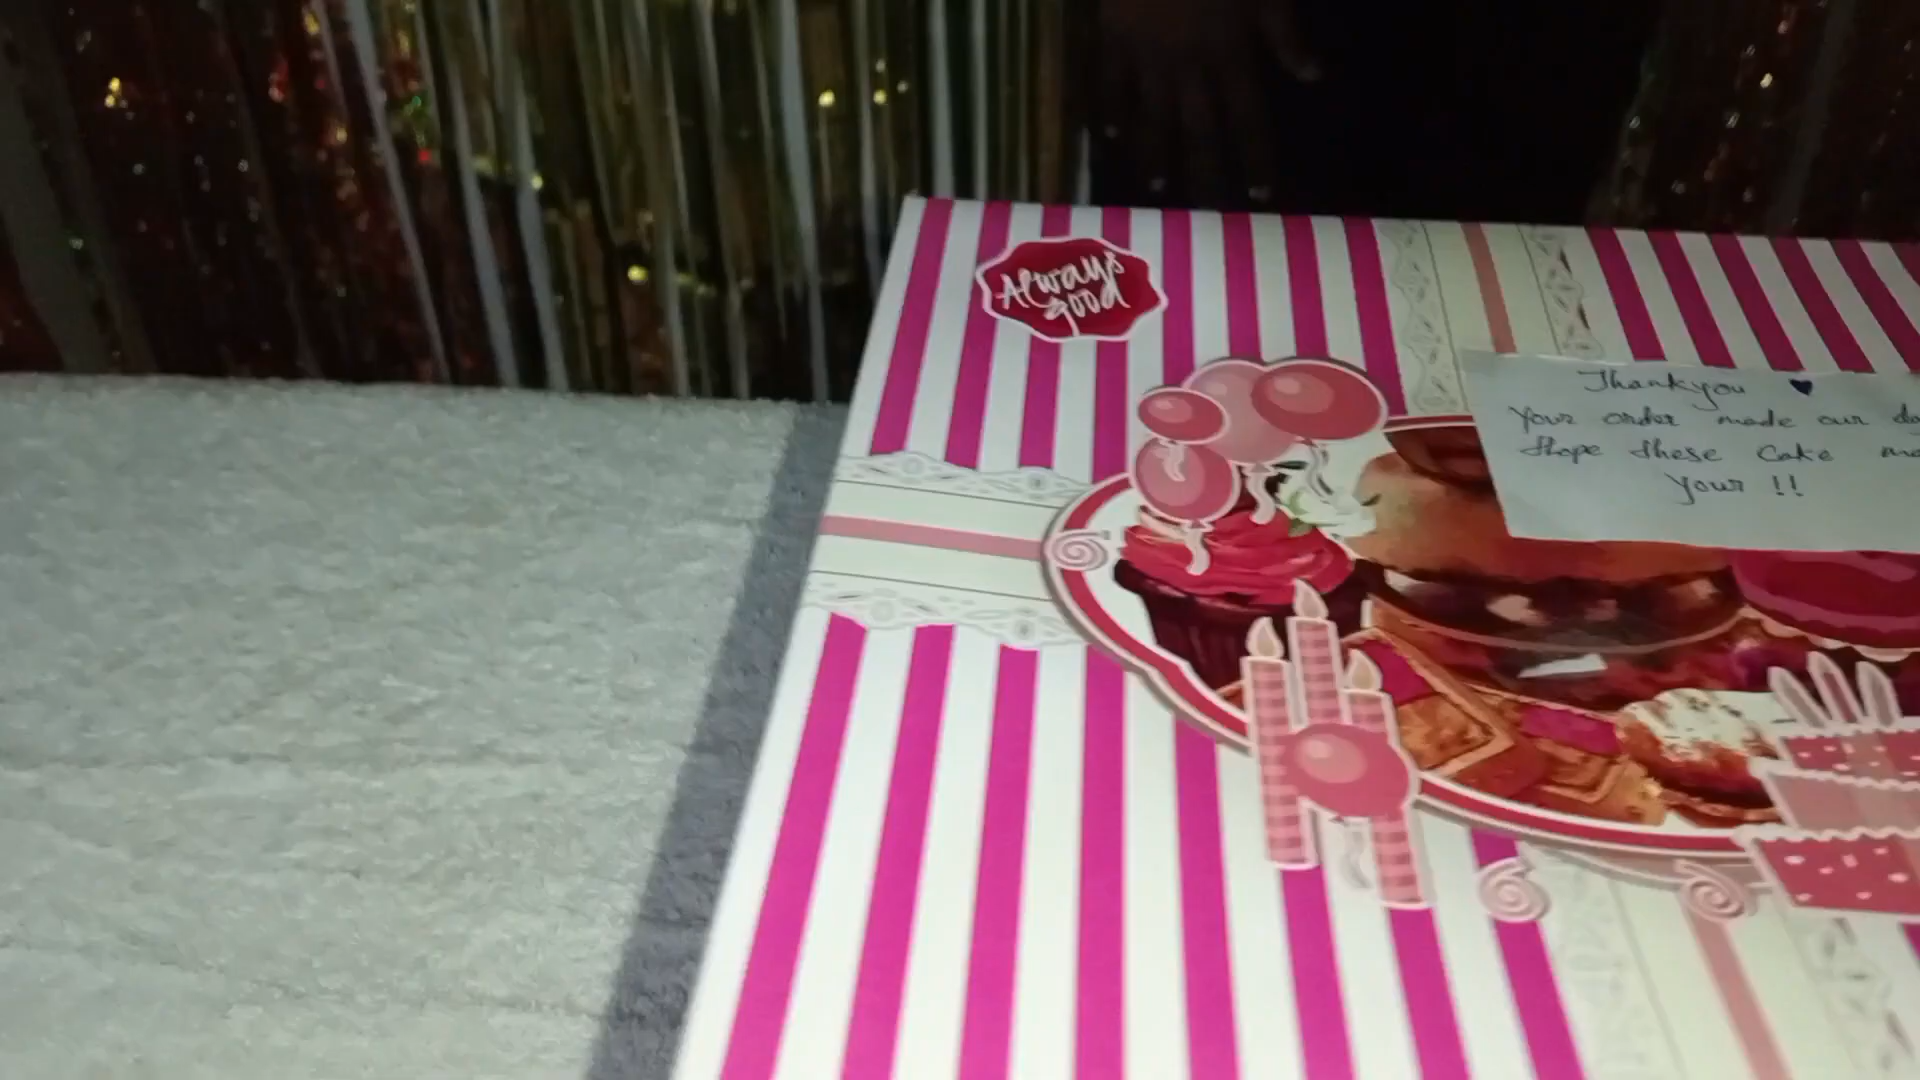 Always
good
Thankyou ♥
Your order made our
Hope these Cake
Your !!